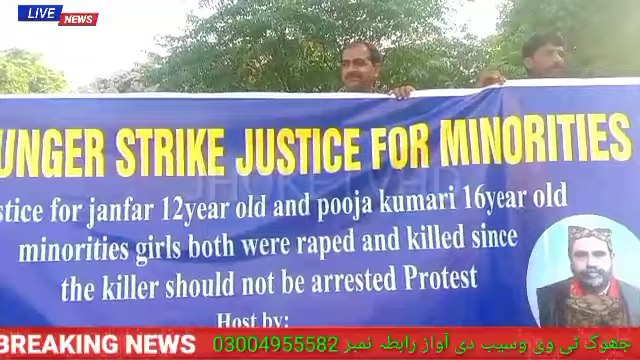 LIVE NEWS
UNGER STRIKE JUSTICE FOR MINORITIES
stice for janfar 12year old and pooja kumari 16year old
minorities girls both were raped and killed since
the killer should not be arrested Protest
Host by:
BREAKING NEWS
جھوک ٹی وی وسیب دی آواز رابطہ نمبر 03004955582